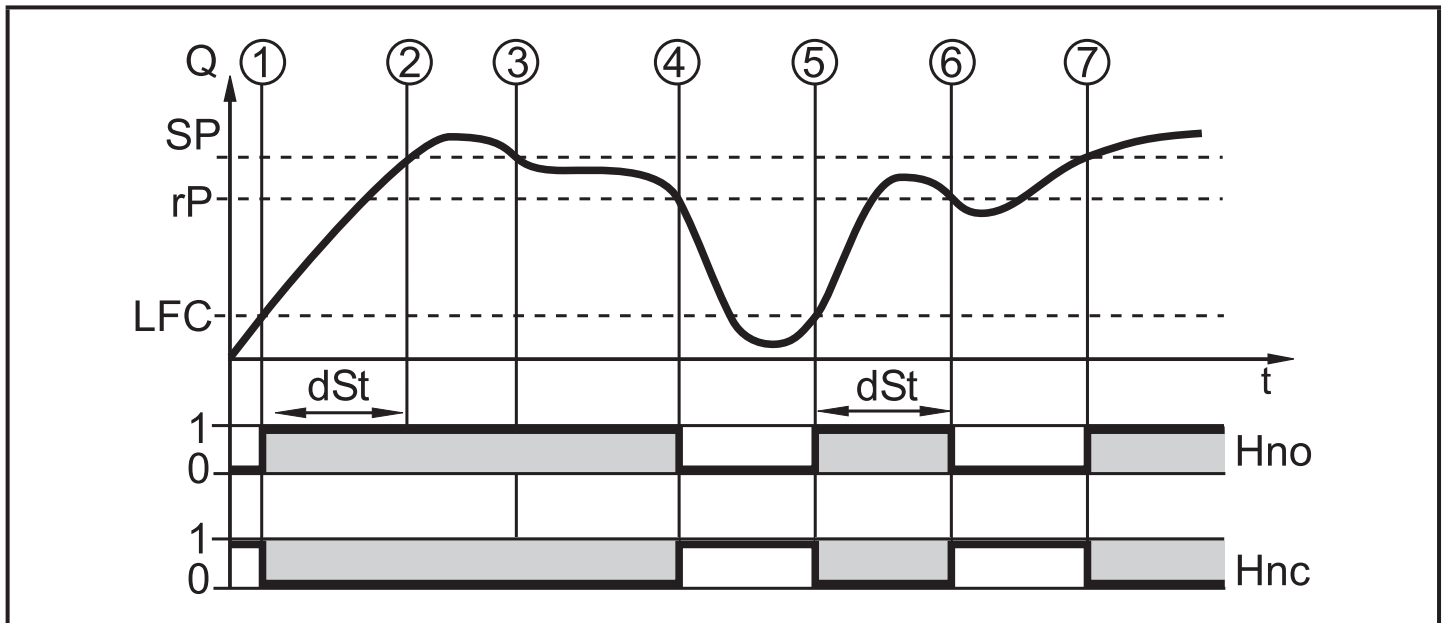 Q ① ② ③ ④ ⑤ ⑥ ⑦
SP
rP
LFC
t
dSt dSt
1
0
Hno
1
0
Hnc